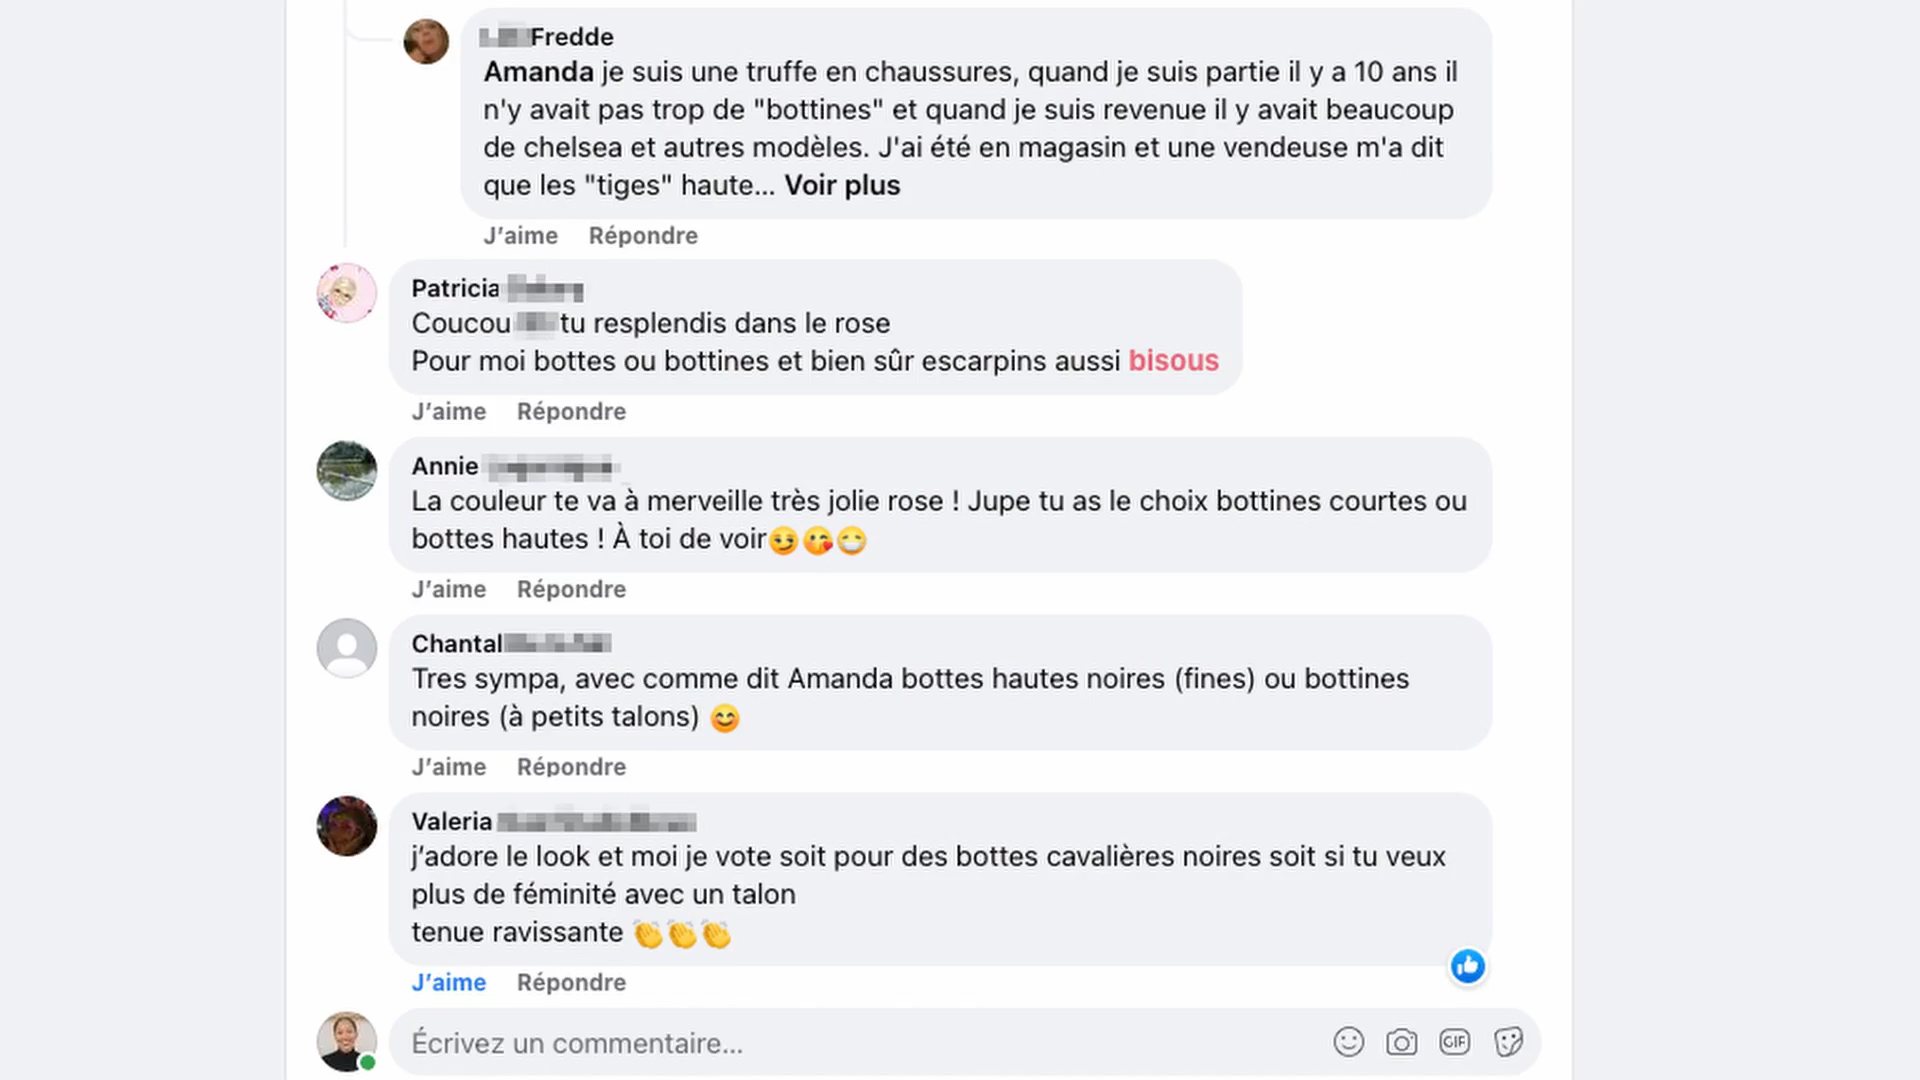 Fredde
Amanda je suis une truffe en chaussures, quand je suis partie il y a 10 ans il
n'y avait pas trop de "bottines" et quand je suis revenue il y avait beaucoup
de chelsea et autres modèles. J'ai été en magasin et une vendeuse m'a dit
que les "tiges" haute... Voir plus
J’aime Répondre
Patricia
Coucou tu resplendis dans le rose
Pour moi bottes ou bottines et bien sûr escarpins aussi bisous
J’aime Répondre
Annie
La couleur te va à merveille très jolie rose ! Jupe tu as le choix bottines courtes ou
bottes hautes ! À toi de voir😏😘😁
J’aime Répondre
Chantal
Tres sympa, avec comme dit Amanda bottes hautes noires (fines) ou bottines
noires (à petits talons) 😊
J’aime Répondre
Valeria
j’adore le look et moi je vote soit pour des bottes cavalières noires soit si tu veux
plus de féminité avec un talon
tenue ravissante 👏👏👏
J’aime Répondre
Écrivez un commentaire...
GIF